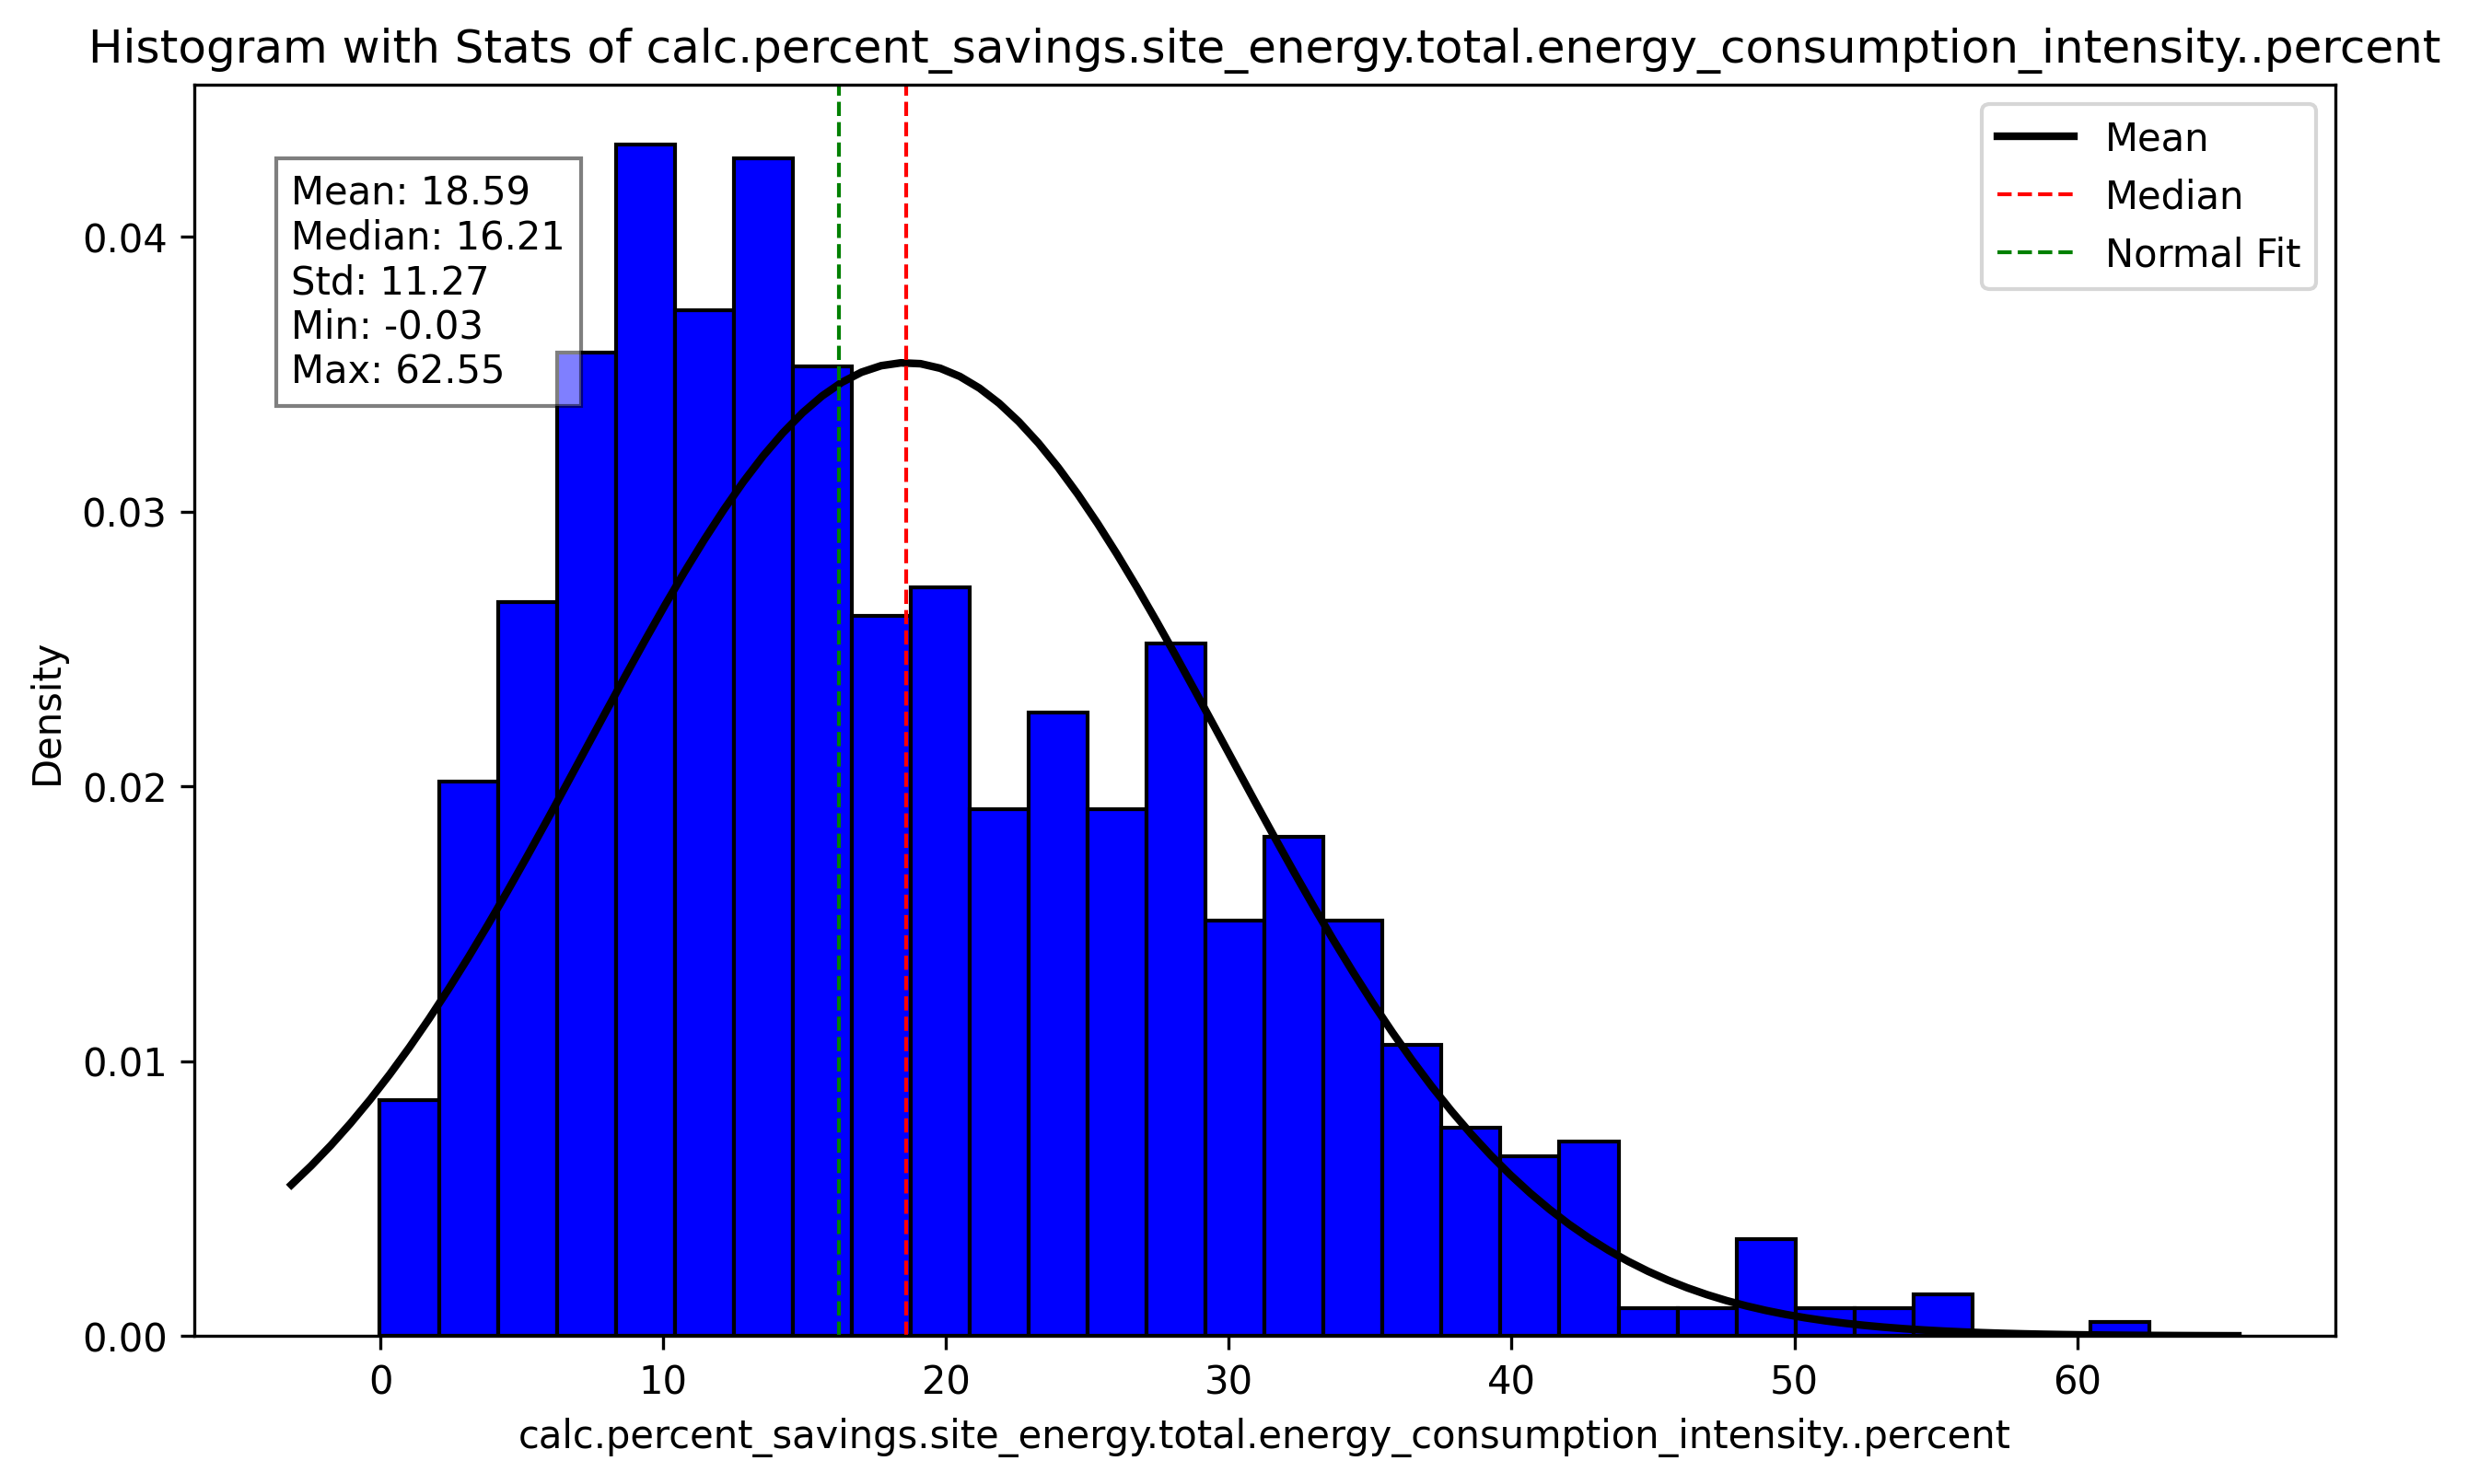 Histogram with Stats of calc.percent_savings.site_energy.total.energy_consumption_intensity..percent
Mean: 18.59
Median: 16.21
Std: 11.27
Min: -0.03
Max: 62.55
Mean
Median
Normal Fit
Density
0.04
0.03
0.02
0.01
0.00
0 10 20 30 40 50 60
calc.percent_savings.site_energy.total.energy_consumption_intensity..percent